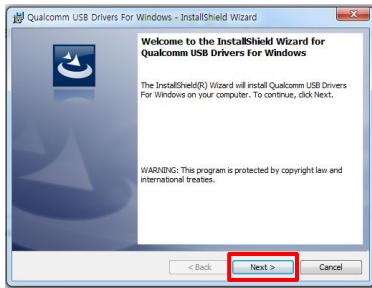 Qualcomm USB Drivers For Windows - InstallShield Wizard
Welcome to the InstallShield Wizard for
Qualcomm USB Drivers For Windows
The InstallShield(R) Wizard will install Qualcomm USB Drivers
For Windows on your computer. To continue, click Next.
WARNING: This program is protected by copyright law and
international treaties.
< Back Next > Cancel